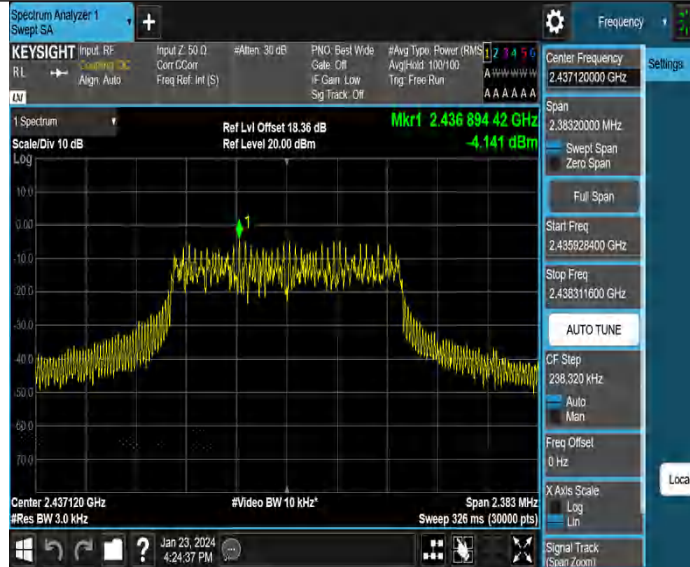 Spectrum Analyzer 1
Swept SA
Frequency
KEYSIGHT
RL
LXI
Input: RF
Coupling: DC
Align: Auto
Input Z: 50 Ω
Corr CCorr
Freq Ref: Int (S)
#Atten: 30 dB
PNO: Best Wide
Gate: Off
IF Gain: Low
Sig Track: Off
#Avg Type: Power (RMS
Avg|Hold: 100/100
Trig: Free Run
1 2 3 4 5 6
A W W W W W
A A A A A A
1 Spectrum
Scale/Div 10 dB
Log
Ref Lvl Offset 18.36 dB
Ref Level 20.00 dBm
Mkr1 2.436 894 42 GHz
-4.141 dBm
10.0
0.00
-10.0
-20.0
-30.0
-40.0
-50.0
-60.0
-70.0
1
Center 2.437120 GHz
#Res BW 3.0 kHz
#Video BW 10 kHz*
Span 2.383 MHz
Sweep 326 ms (30000 pts)
Jan 23, 2024
4:24:37 PM
Center Frequency
2.437120000 GHz
Span
2.38320000 MHz
Swept Span
Zero Span
Full Span
Start Freq
2.435928400 GHz
Stop Freq
2.438311600 GHz
AUTO TUNE
CF Step
238.320 kHz
Auto
Man
Freq Offset
0 Hz
X Axis Scale
Log
Lin
Signal Track
(Span Zoom)
Settings
Loca